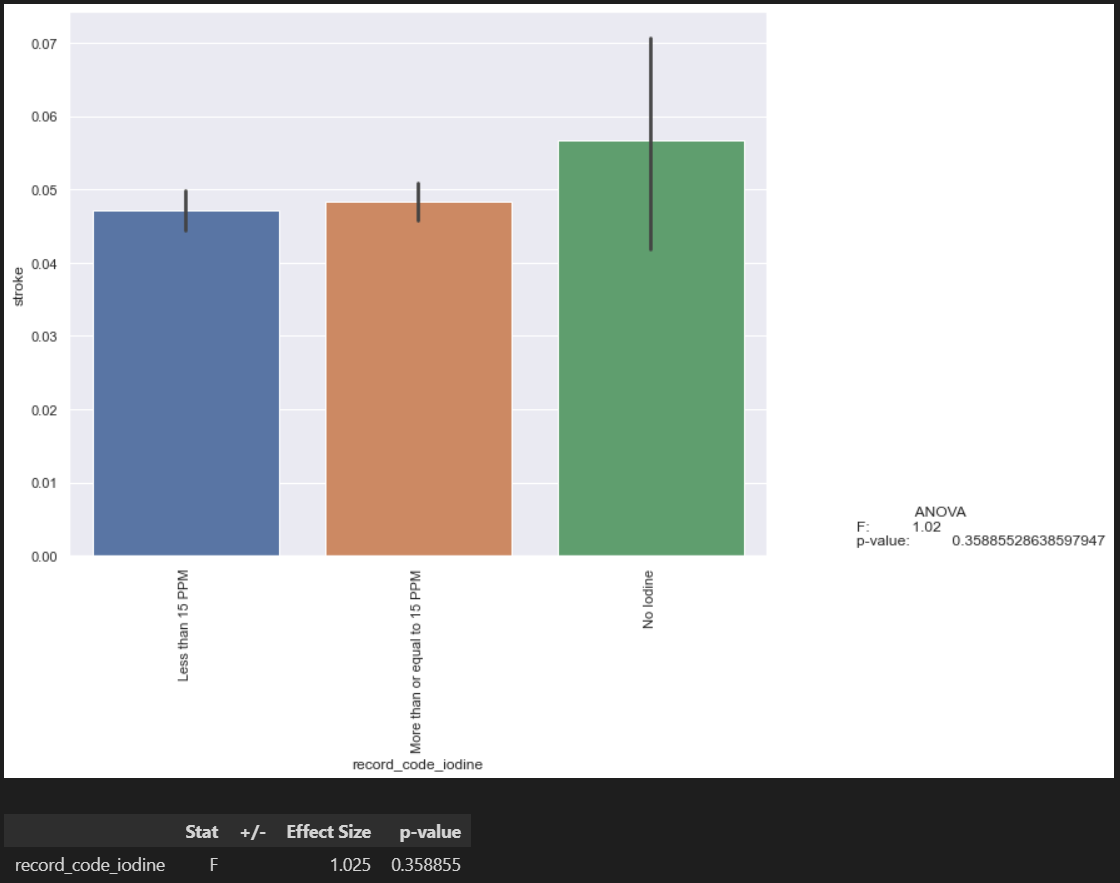 0.07
0.06
0.05
0.04
0.03
0.02
0.01
0.00
stroke
Less than 15 PPM
More than or equal to 15 PPM
No Iodine
record_code_iodine
ANOVA
F: 1.02
p-value: 0.35885528638597947
Stat +/- Effect Size p-value
record_code_iodine F 1.025 0.358855